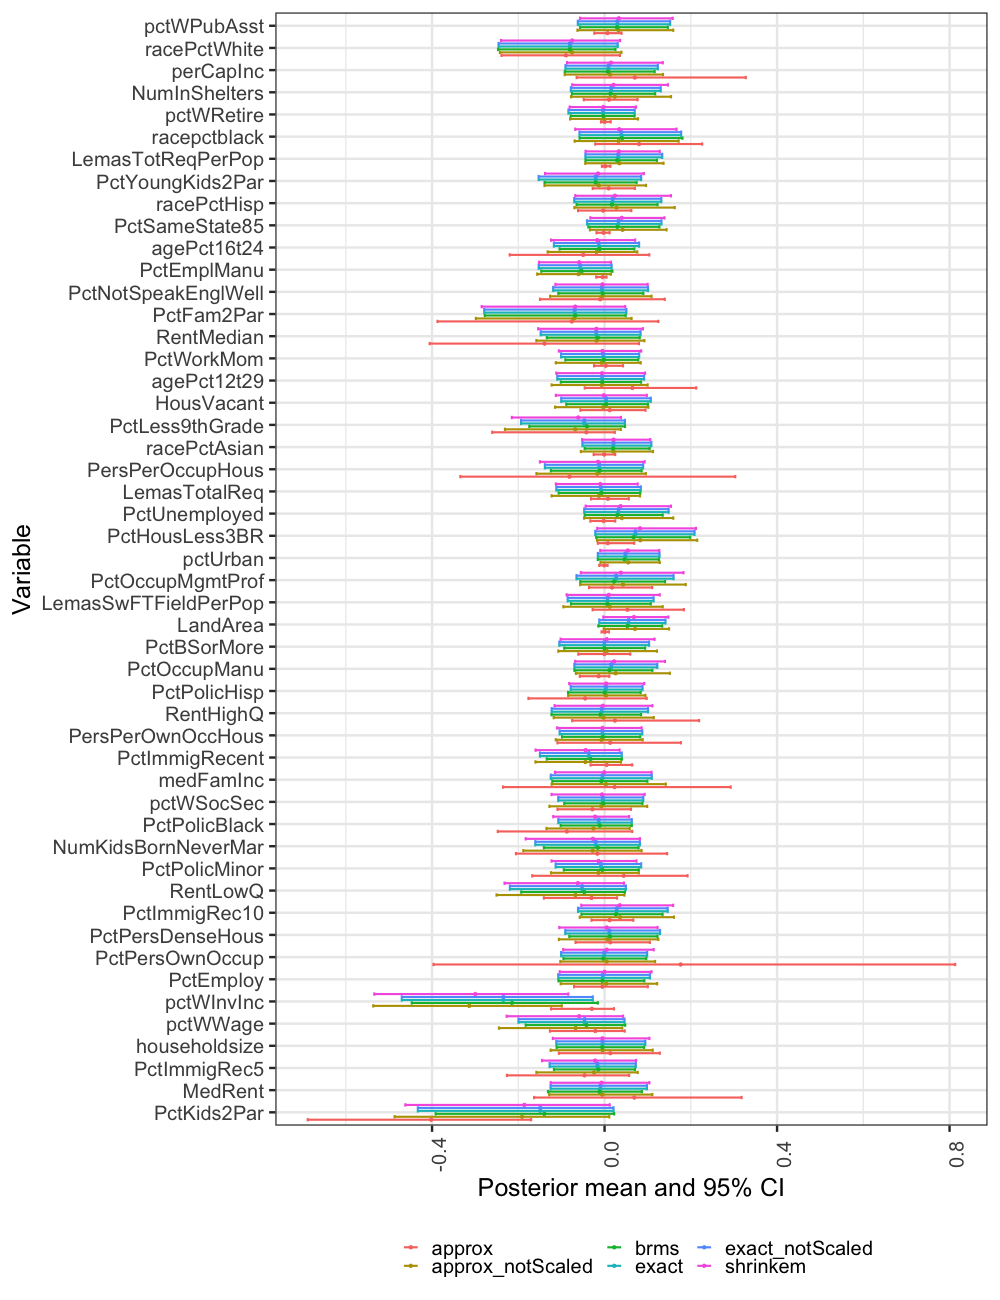 pctWPubAsst
racePctWhite
perCapInc
NumInShelters
pctWRetire
racepctblack
LemasTotReqPerPop
PctYoungKids2Par
racePctHisp
PctSameState85
agePct16t24
PctEmplManu
PctNotSpeakEnglWell
PctFam2Par
RentMedian
PctWorkMom
agePct12t29
HousVacant
PctLess9thGrade
racePctAsian
PersPerOccupHous
LemasTotalReq
PctUnemployed
PctHousLess3BR
pctUrban
PctOccupMgmtProf
LemasSwFTFieldPerPop
LandArea
PctBSorMore
PctOccupManu
PctPolicHisp
RentHighQ
PersPerOwnOccHous
PctImmigRecent
medFamInc
pctWSocSec
PctPolicBlack
NumKidsBornNeverMar
PctPolicMinor
RentLowQ
PctImmigRec10
PctPersDenseHous
PctPersOwnOccup
PctEmploy
pctWInvInc
pctWWage
householdsize
PctImmigRec5
MedRent
PctKids2Par
Variable
-0.4 0.0 0.4 0.8
Posterior mean and 95% CI
approx brms exact_notScaled
approx_notScaled exact shrinkem